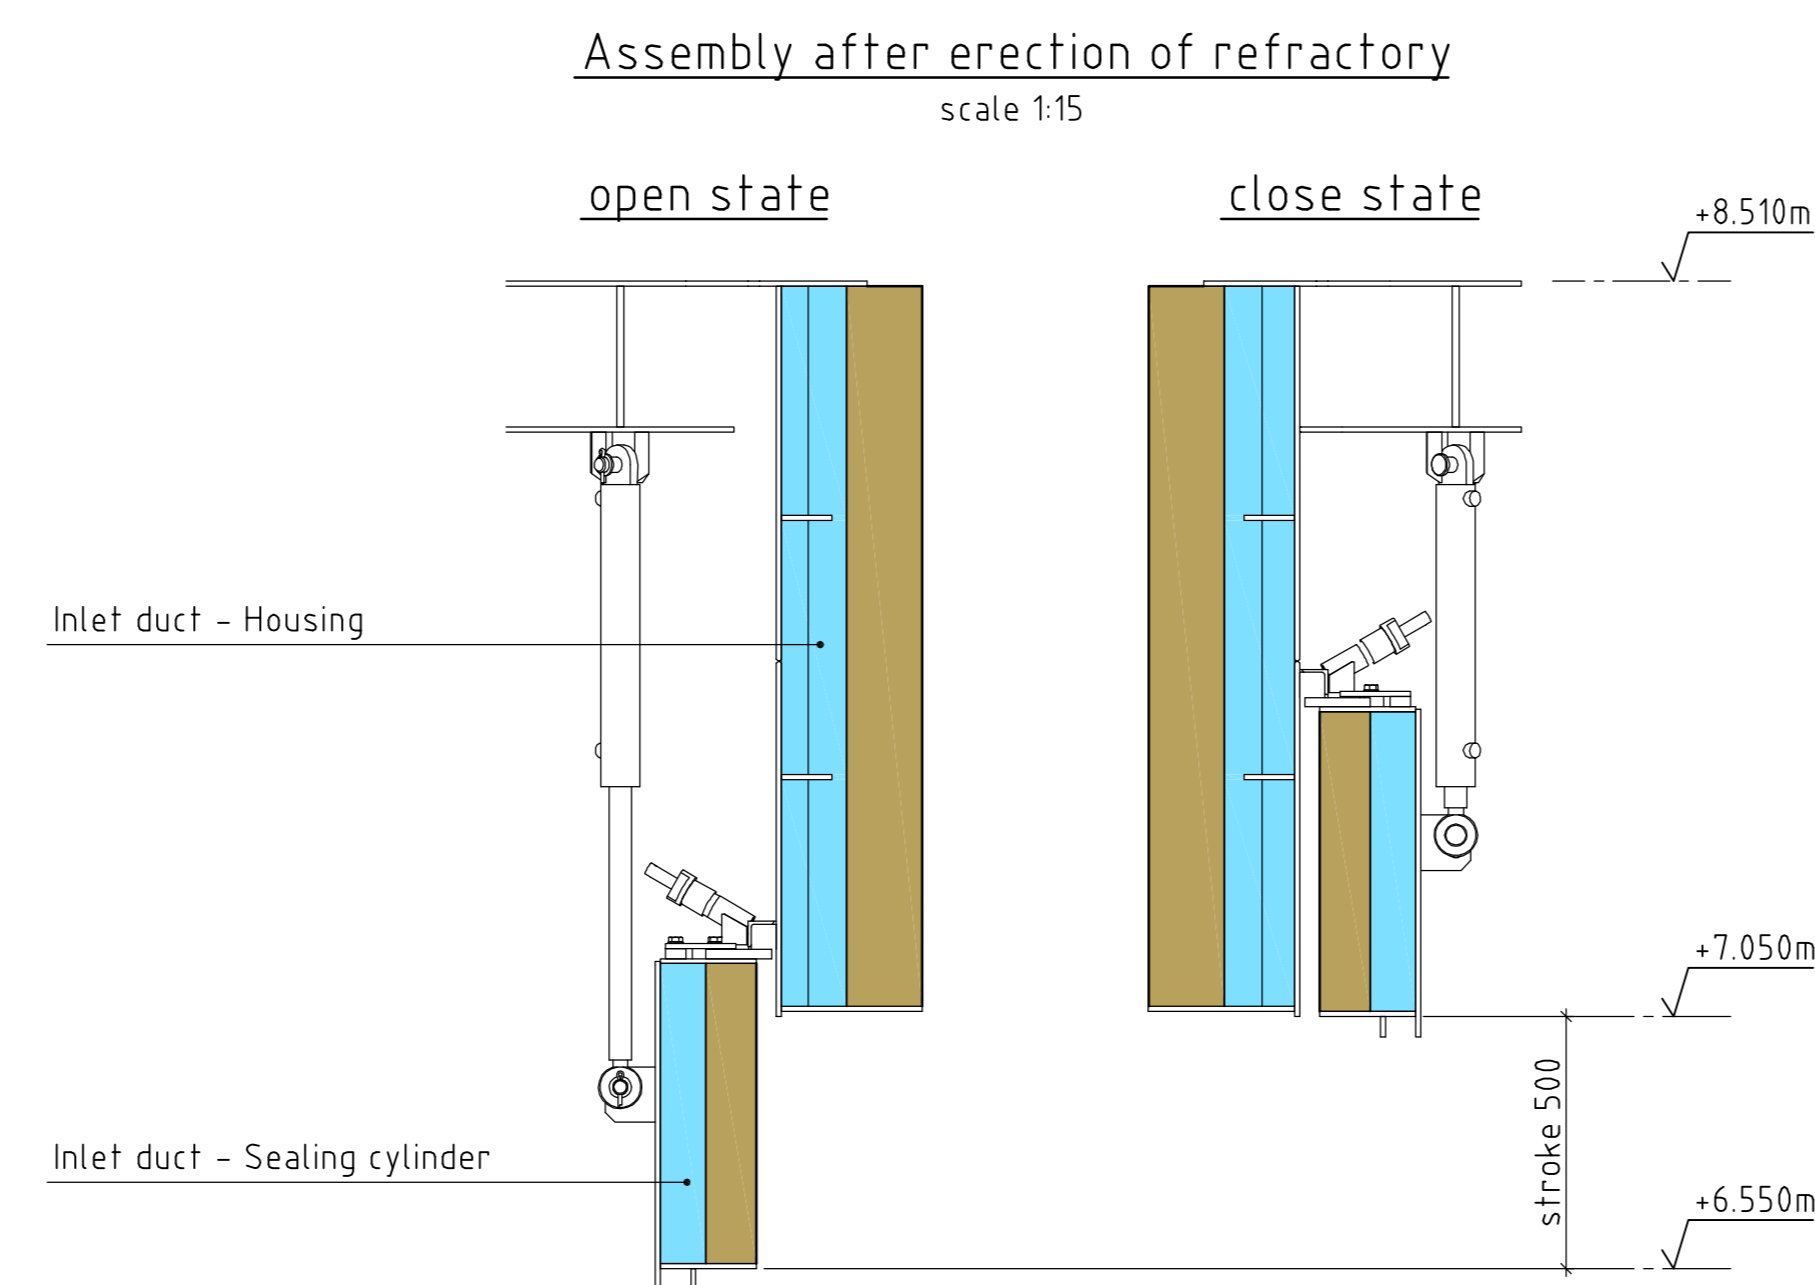 Assembly after erection of refractory
scale 1:15
open state
close state
+8.510m
Inlet duct - Housing
+7.050m
stroke 500
Inlet duct - Sealing cylinder
+6.550m